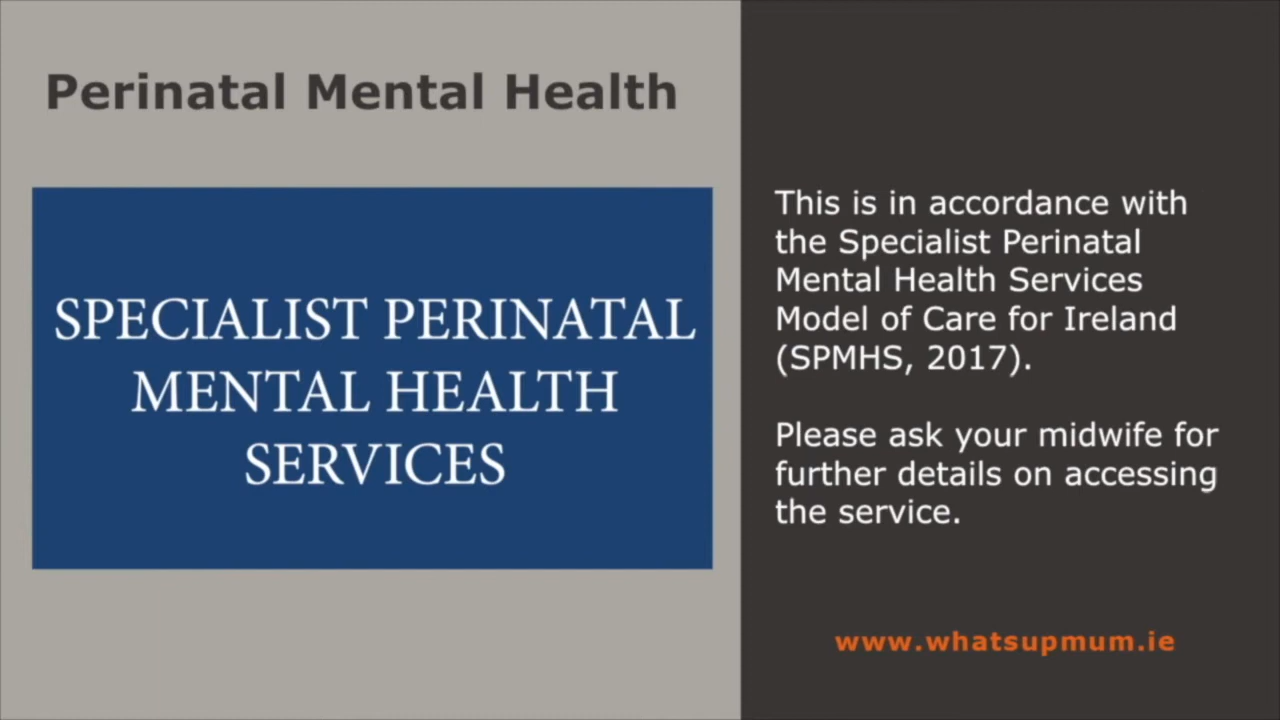 Perinatal Mental Health
SPECIALIST PERINATAL
MENTAL HEALTH
SERVICES
This is in accordance with
the Specialist Perinatal
Mental Health Services
Model of Care for Ireland
(SPMHS, 2017).
Please ask your midwife for
further details on accessing
the service.
www.whatsupmum.ie